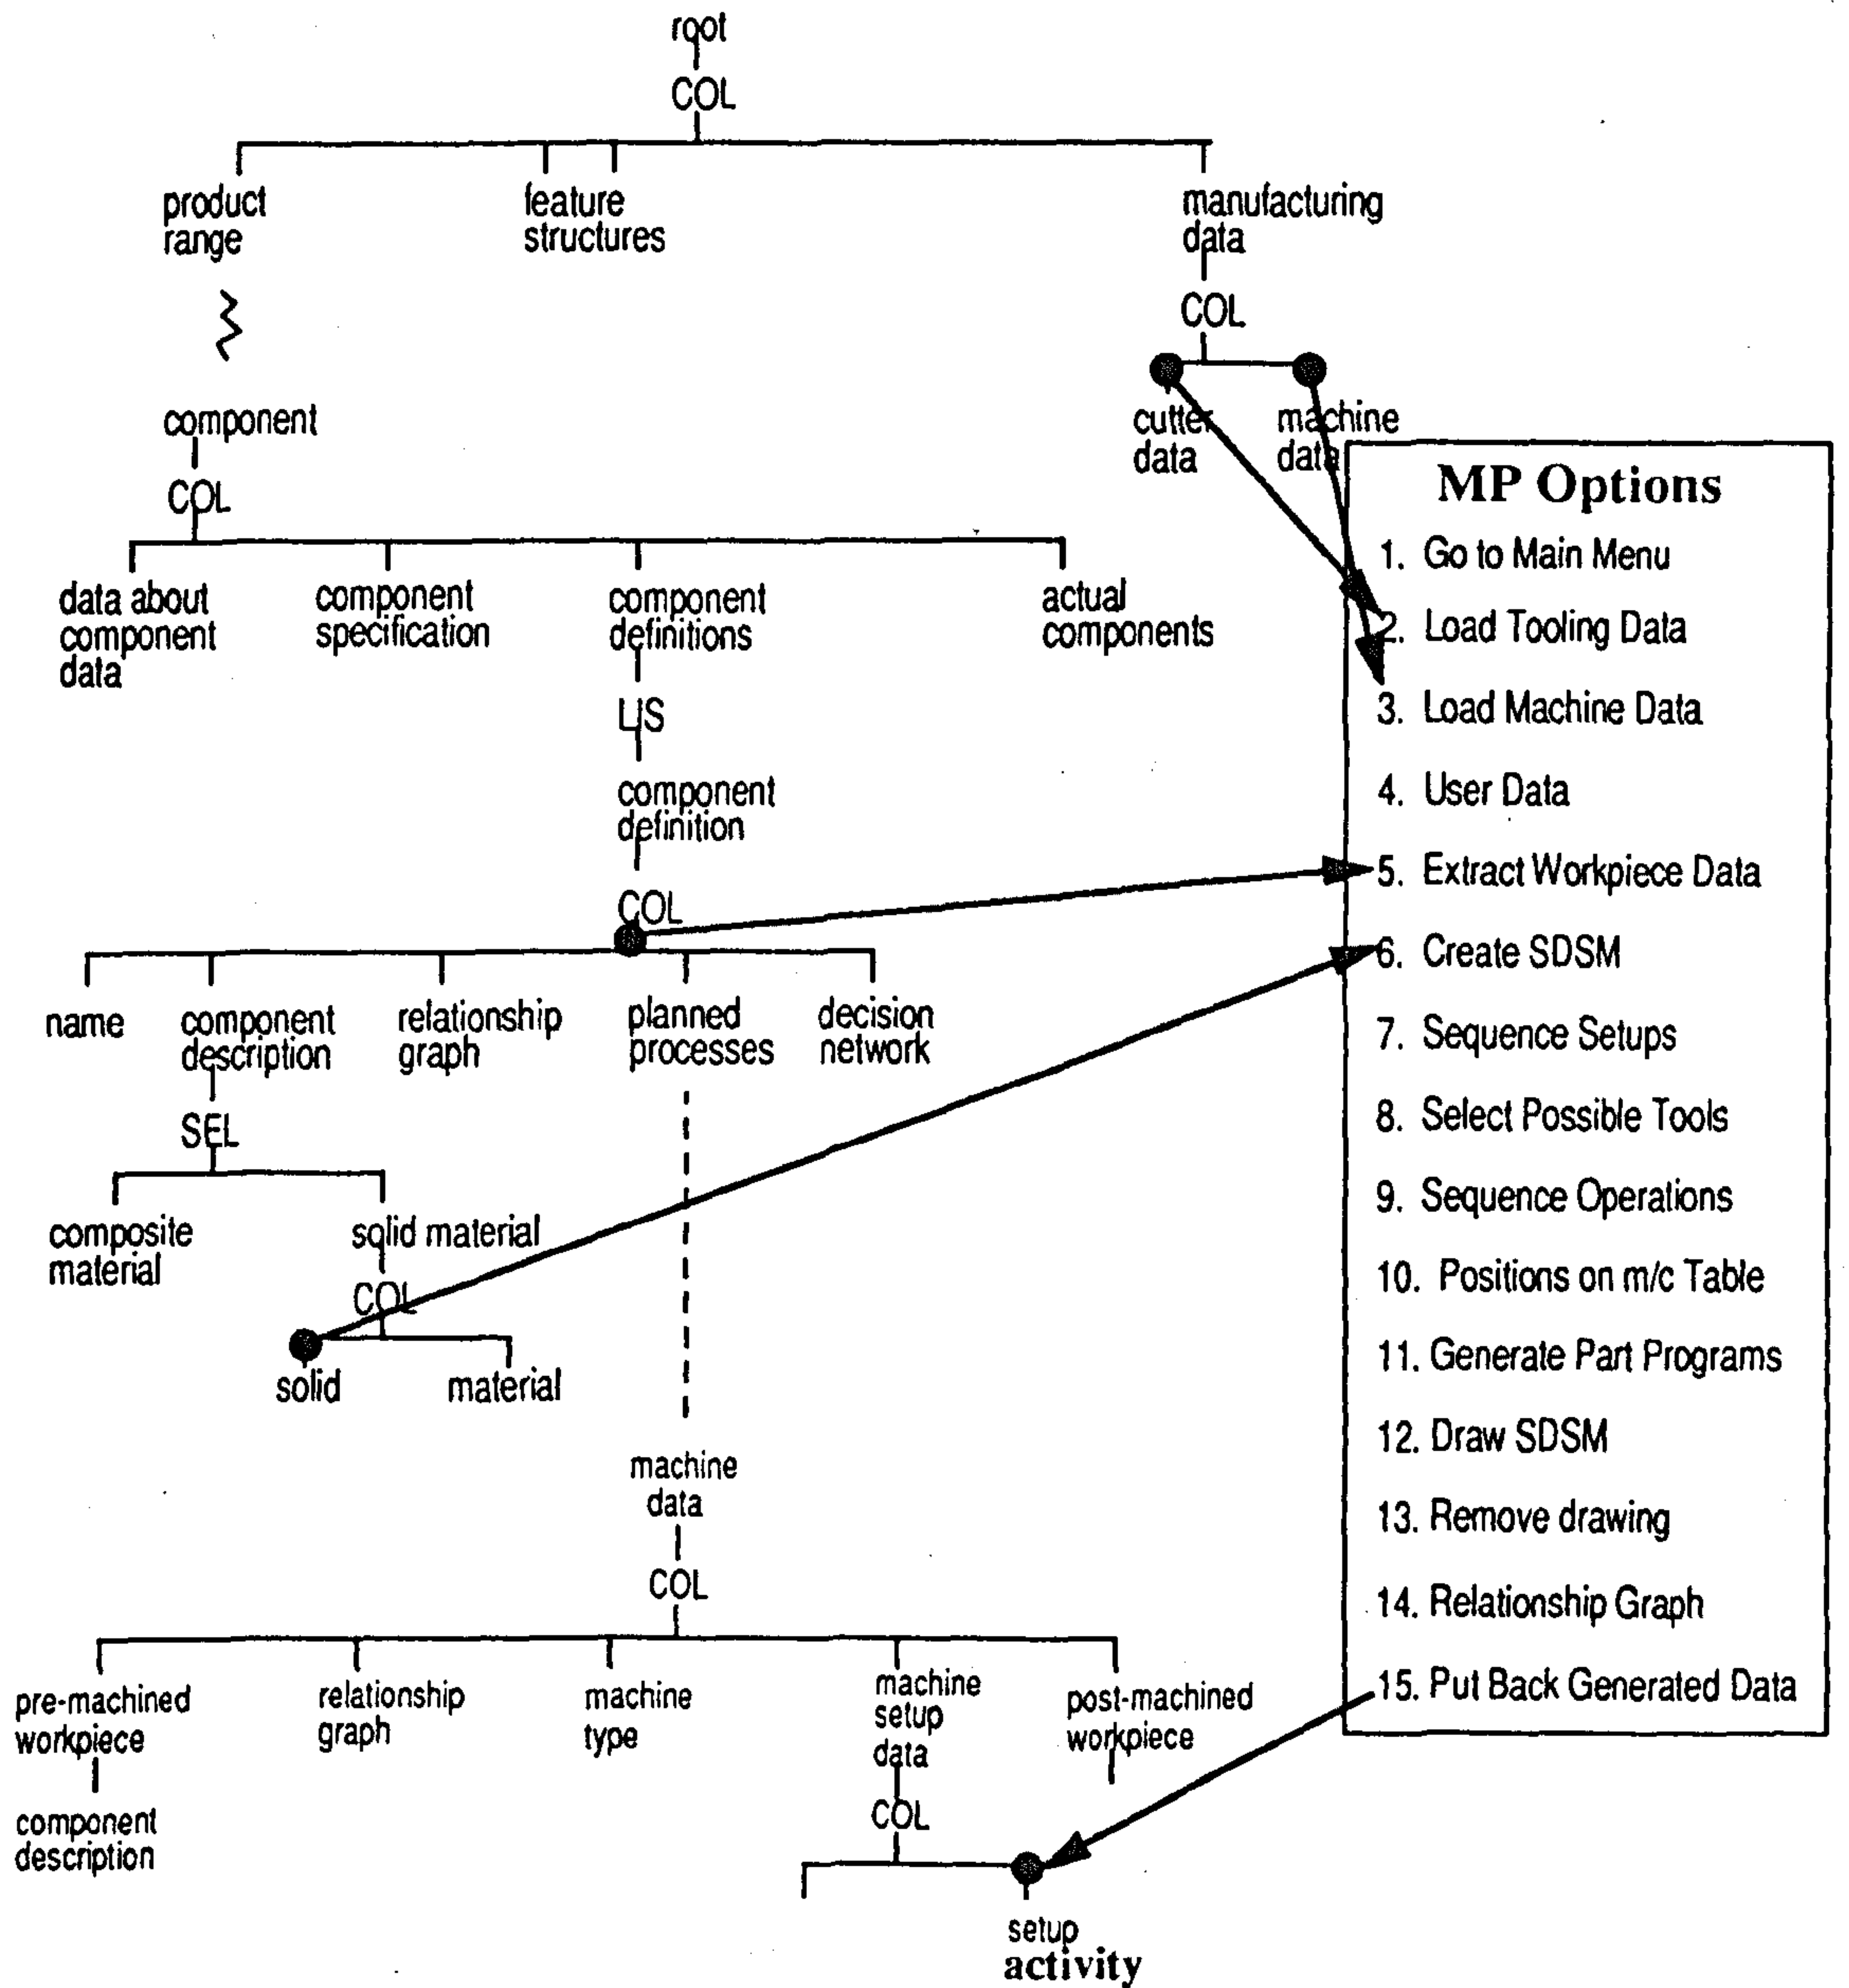 root
COL
product
range
feature
structures
manufacturing
data
COL
cutter
data
machine
data
component
COL
data about
component
data
component
specification
component
definitions
actual
components
LIS
component
definition
COL
name
component
description
relationship
graph
planned
processes
decision
network
SEL
composite
material
solid material
COL
solid
material
machine
data
COL
pre-machined
workpiece
relationship
graph
machine
type
machine
setup
data
post-machined
workpiece
component
description
COL
setup
activity
MP Options
1. Go to Main Menu
2. Load Tooling Data
3. Load Machine Data
4. User Data
5. Extract Workpiece Data
6. Create SDSM
7. Sequence Setups
8. Select Possible Tools
9. Sequence Operations
10. Positions on m/c Table
11. Generate Part Programs
12. Draw SDSM
13. Remove drawing
14. Relationship Graph
15. Put Back Generated Data